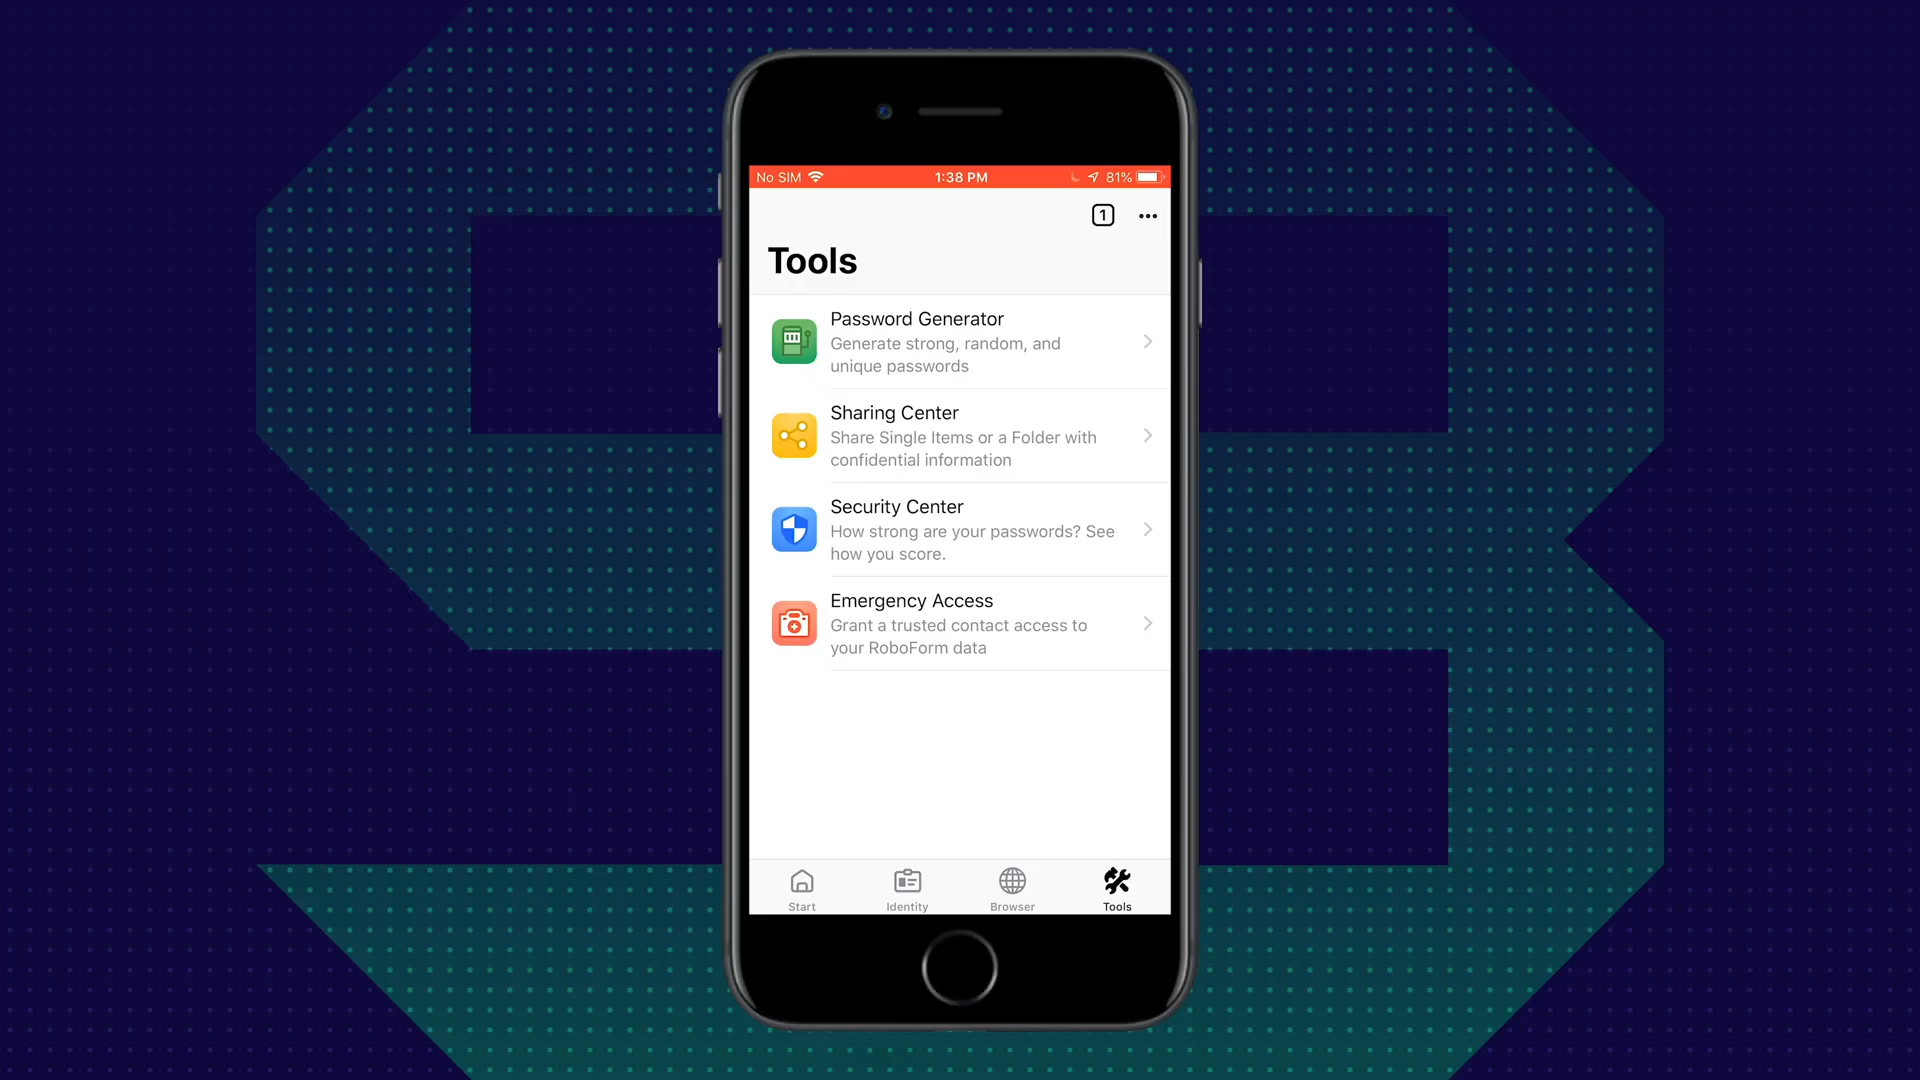 No SIM 1:38 PM 81%
1
Tools
Password Generator
Generate strong, random, and
unique passwords
Sharing Center
Share Single Items or a Folder with
confidential information
Security Center
How strong are your passwords? See
how you score.
Emergency Access
Grant a trusted contact access to
your RoboForm data
Start Identity Browser Tools